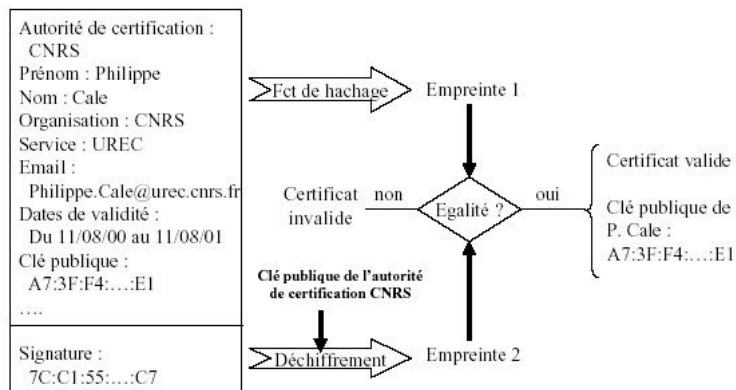 Autorité de certification :
CNRS
Prénom : Philippe
Nom : Cale
Organisation : CNRS
Service : UREC
Email :
Philippe.Cale@urec.cnrs.fr
Dates de validité :
Du 11/08/00 au 11/08/01
Clé publique :
A7:3F:F4:…:E1
….
Signature :
7C:C1:55:…:C7
Fct de hachage
Empreinte 1
Certificat
invalide
non
Egalité ?
oui
Certificat valide
Clé publique de
P. Cale :
A7:3F:F4:…:E1
Clé publique de l'autorité
de certification CNRS
Déchiffrement
Empreinte 2